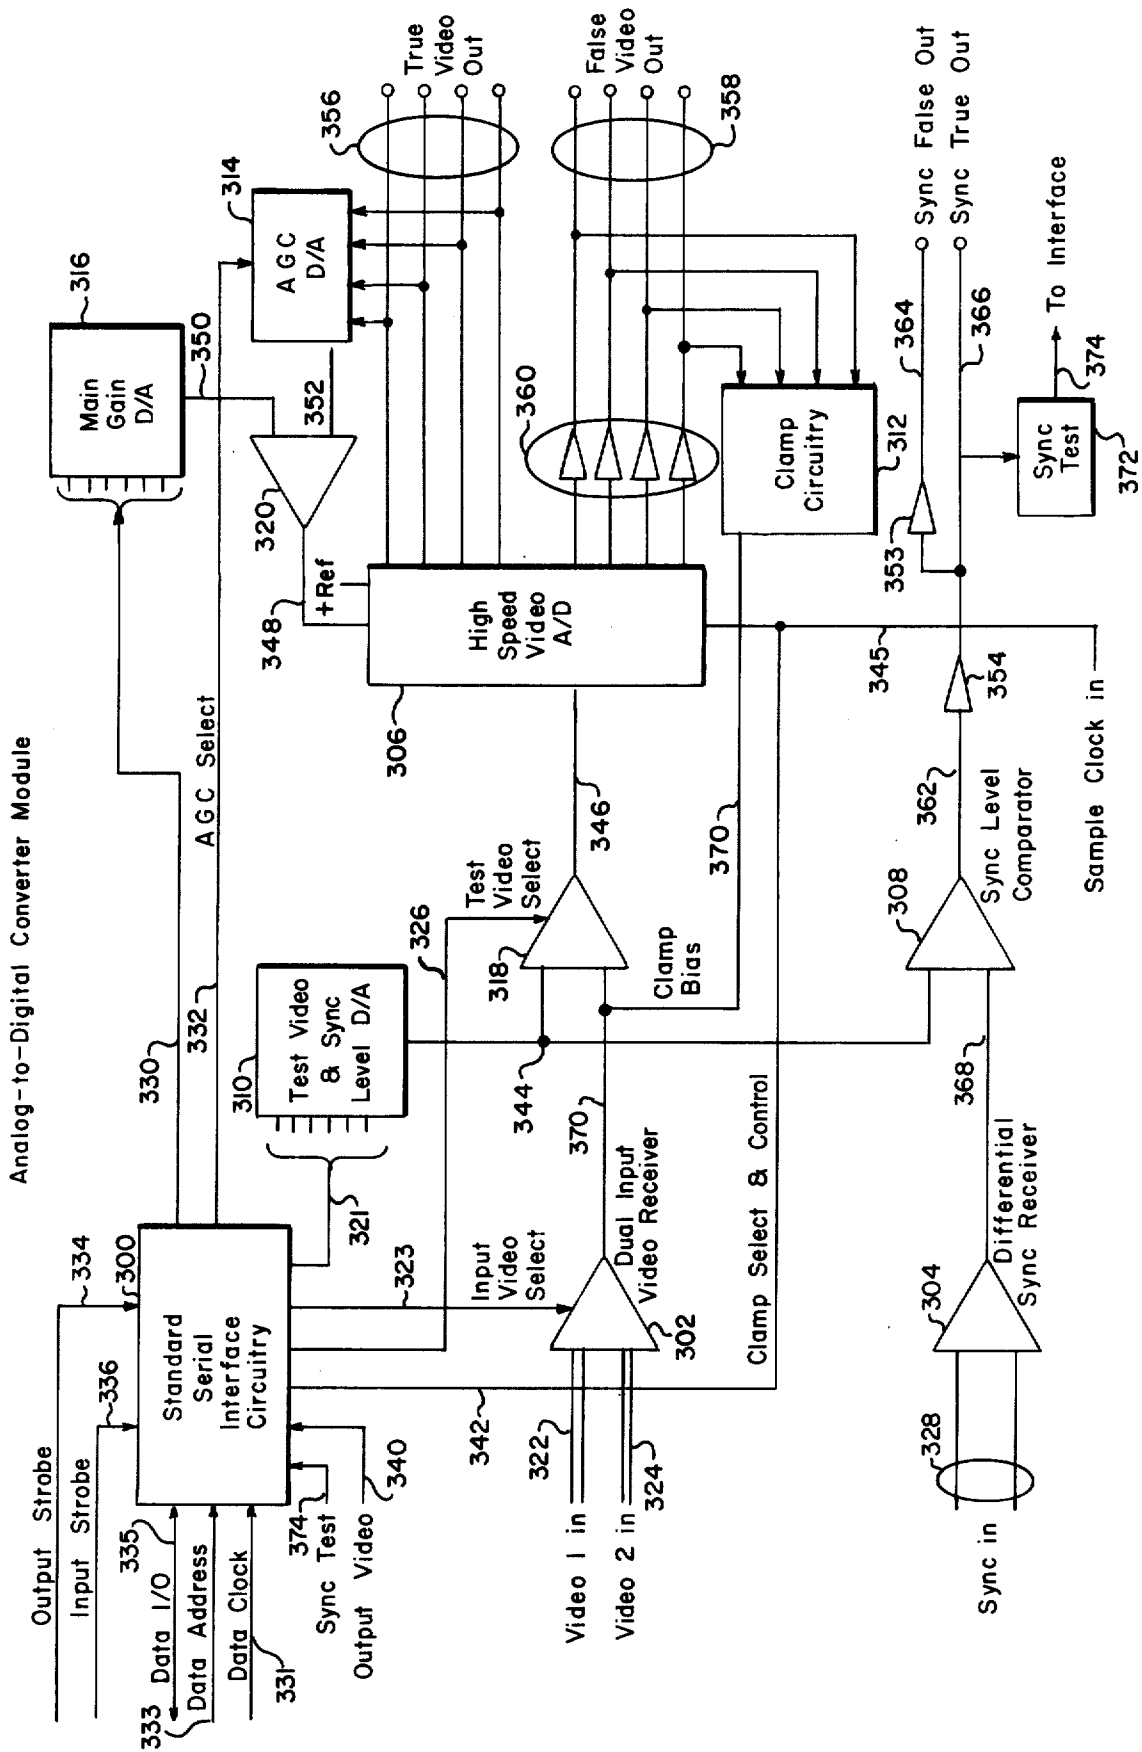 Analog-to-Digital Converter Module
Output Strobe
334
Input Strobe
336
300
335
Data I/O
333
Data Address
Data Clock
331
Standard
Serial
Interface
Circuitry
374
Sync Test
Output Video
340
330
332
AGC Select
321
323
326
342
310
Test Video
& Sync
Level D/A
344
Input
Video
Select
322
Video 1 in
324
Video 2 in
302
Dual Input
Video Receiver
370
Clamp
Bias
318
Test
Video
Select
346
370
Clamp Select & Control
328
Sync in
304
Differential
Sync Receiver
368
308
Sync Level
Comparator
362
354
345
Sample Clock in
306
High
Speed
Video
A/D
348
+Ref
320
316
Main
Gain
D/A
350
352
314
AGC
D/A
356
True
Video
Out
360
358
False
Video
Out
Clamp
Circuitry
312
353
364
Sync False Out
366
Sync True Out
Sync
Test
372
374
To Interface